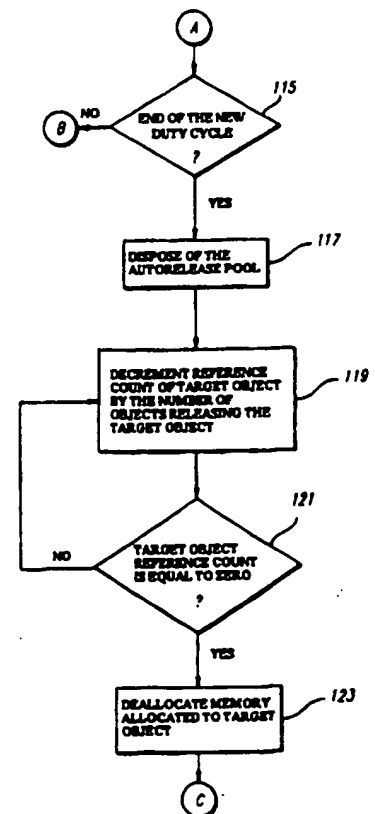 A
115
NO
B
END OF THE NEW
DUTY CYCLE
?
YES
117
DISPOSE OF THE
AUTORELEASE POOL
DECREMENT REFERENCE
COUNT OF TARGET OBJECT
BY THE NUMBER OF
OBJECTS RELEASING THE
TARGET OBJECT
119
121
NO
TARGET OBJECT
REFERENCE COUNT
IS EQUAL TO ZERO
?
YES
123
DEALLOCATE MEMORY
ALLOCATED TO TARGET
OBJECT
C